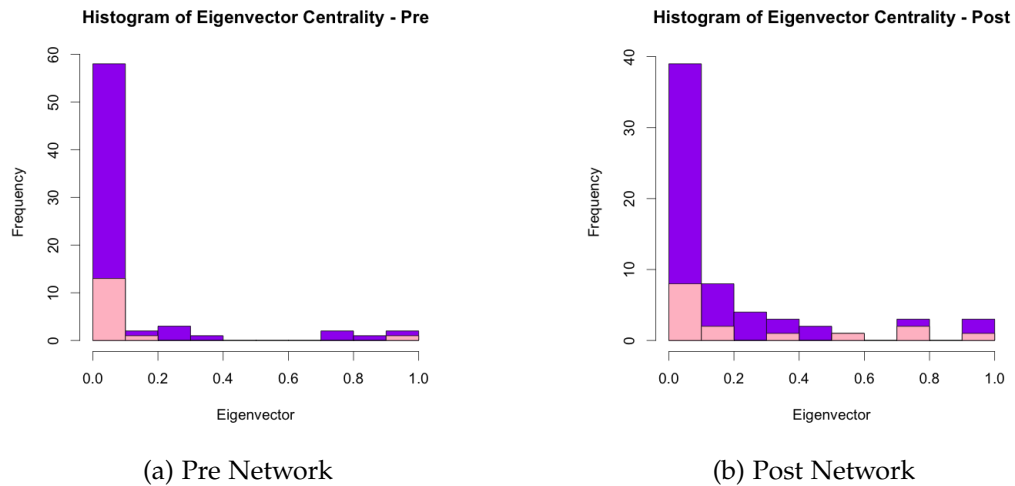 Histogram of Eigenvector Centrality - Pre
Frequency
60
50
40
30
20
10
0
0.0 0.2 0.4 0.6 0.8 1.0
Eigenvector
(a) Pre Network
Histogram of Eigenvector Centrality - Post
Frequency
40
30
20
10
0
0.0 0.2 0.4 0.6 0.8 1.0
Eigenvector
(b) Post Network